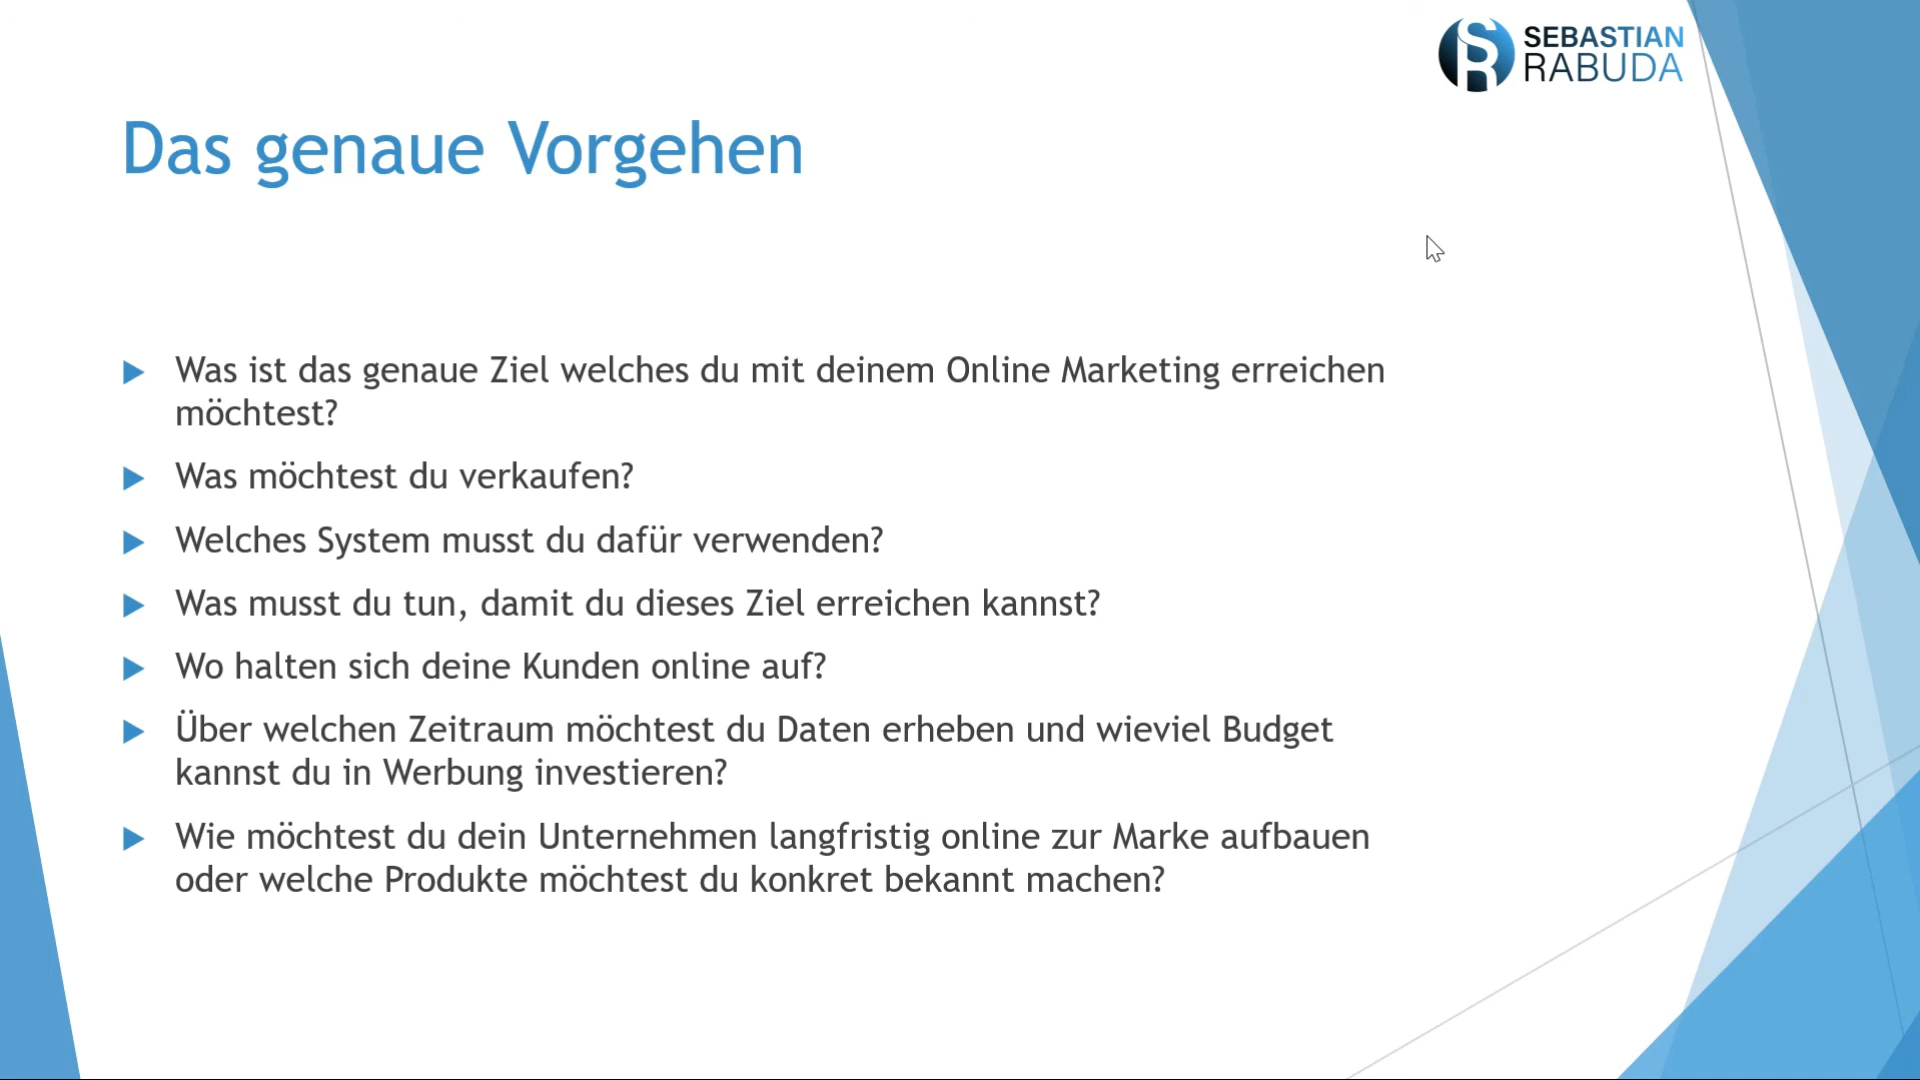 SEBASTIAN
RABUDA
Das genaue Vorgehen
Was ist das genaue Ziel welches du mit deinem Online Marketing erreichen
möchtest?
Was möchtest du verkaufen?
Welches System musst du dafür verwenden?
Was musst du tun, damit du dieses Ziel erreichen kannst?
Wo halten sich deine Kunden online auf?
Über welchen Zeitraum möchtest du Daten erheben und wieviel Budget
kannst du in Werbung investieren?
Wie möchtest du dein Unternehmen langfristig online zur Marke aufbauen
oder welche Produkte möchtest du konkret bekannt machen?